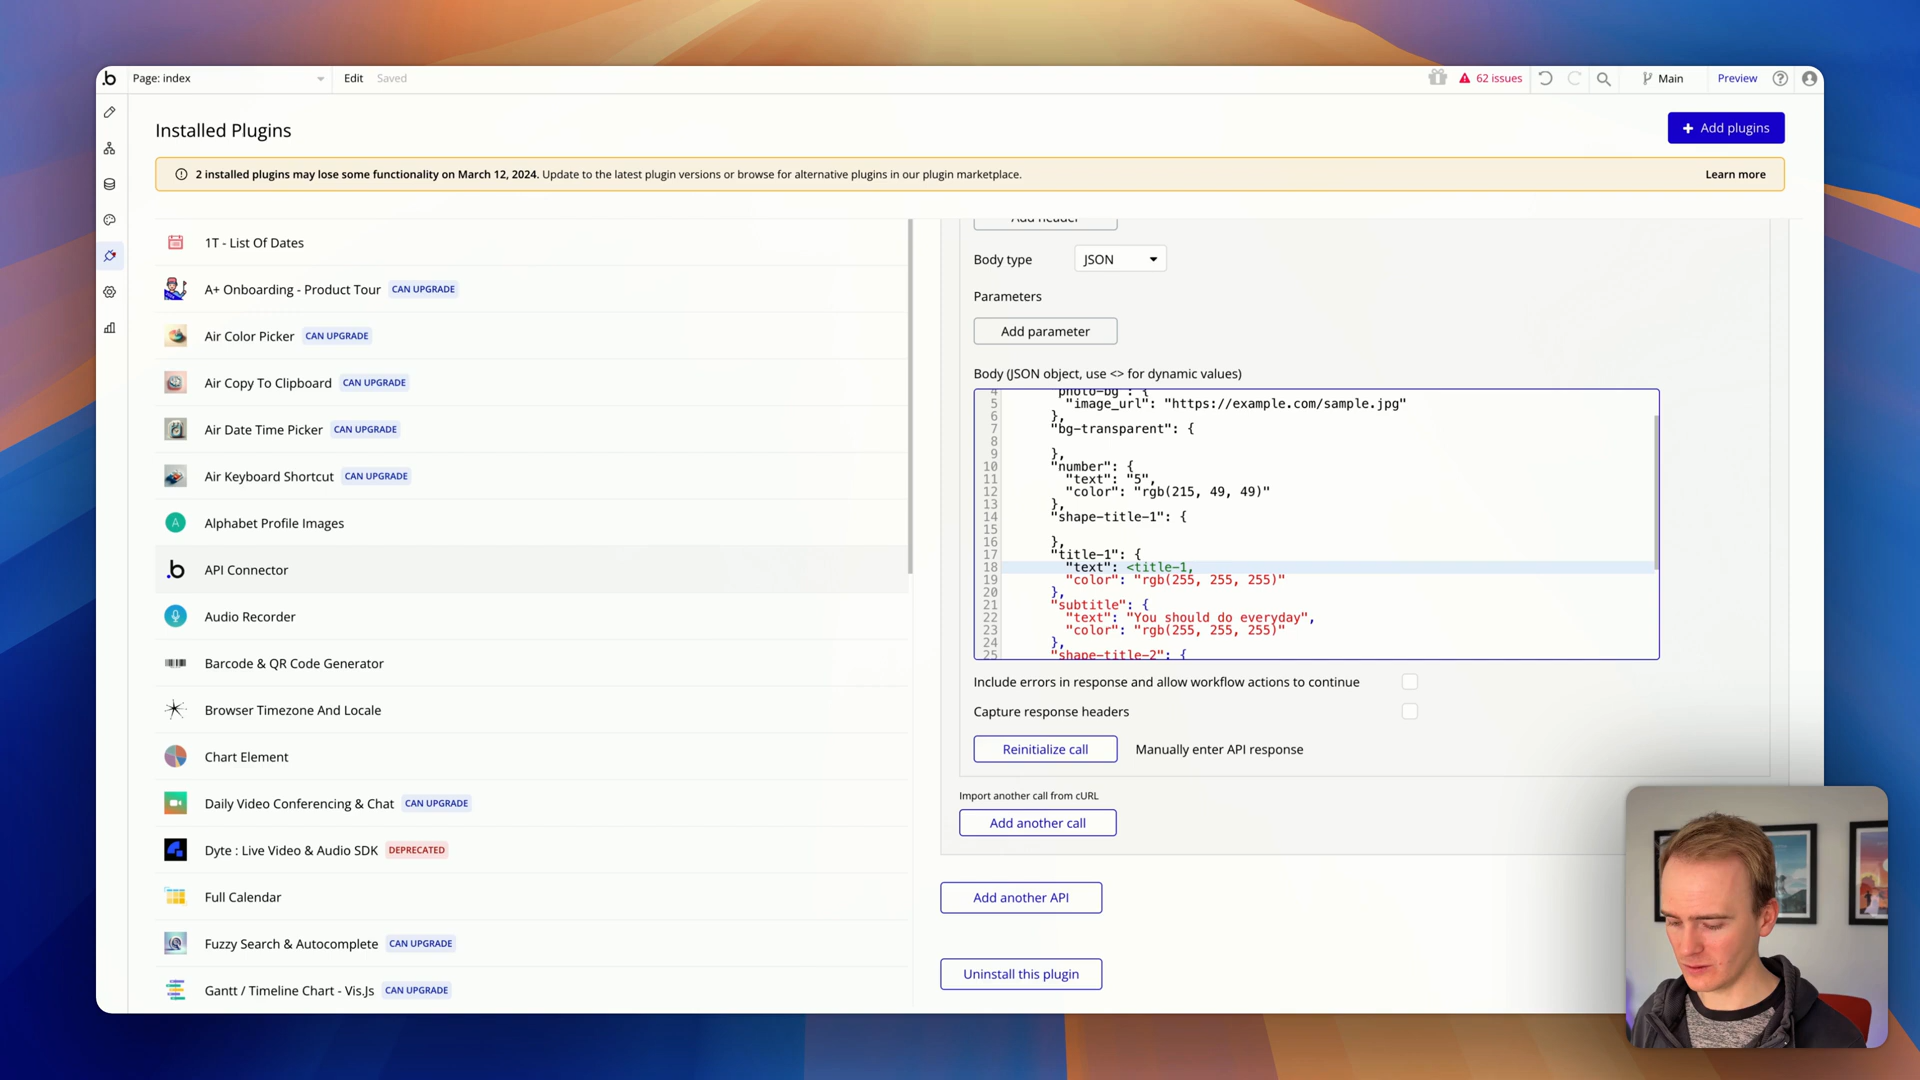 .b
Page: index
Edit
Saved
62 issues
Main
Preview
Installed Plugins
Add plugins
2 installed plugins may lose some functionality on March 12, 2024. Update to the latest plugin versions or browse for alternative plugins in our plugin marketplace.
Learn more
1T - List Of Dates
A+ Onboarding - Product Tour CAN UPGRADE
Air Color Picker CAN UPGRADE
Air Copy To Clipboard CAN UPGRADE
Air Date Time Picker CAN UPGRADE
Air Keyboard Shortcut CAN UPGRADE
A Alphabet Profile Images
.b API Connector
Audio Recorder
Barcode & QR Code Generator
Browser Timezone And Locale
Chart Element
Daily Video Conferencing & Chat CAN UPGRADE
Dyte : Live Video & Audio SDK DEPRECATED
Full Calendar
Fuzzy Search & Autocomplete CAN UPGRADE
Gantt / Timeline Chart - Vis.Js CAN UPGRADE
Add header
Body type
JSON
Parameters
Add parameter
Body (JSON object, use <> for dynamic values)
4 "photo-bg": {
5 "image_url": "https://example.com/sample.jpg"
6 },
7 "bg-transparent": {
8
9 },
10 "number": {
11 "text": "5",
12 "color": "rgb(215, 49, 49)"
13 },
14 "shape-title-1": {
15
16 },
17 "title-1": {
18 "text": <title-1,
19 "color": "rgb(255, 255, 255)"
20 },
21 "subtitle": {
22 "text": "You should do everyday",
23 "color": "rgb(255, 255, 255)"
24 },
25 "shape-title-2": {
Include errors in response and allow workflow actions to continue
Capture response headers
Reinitialize call
Manually enter API response
Import another call from cURL
Add another call
Add another API
Uninstall this plugin